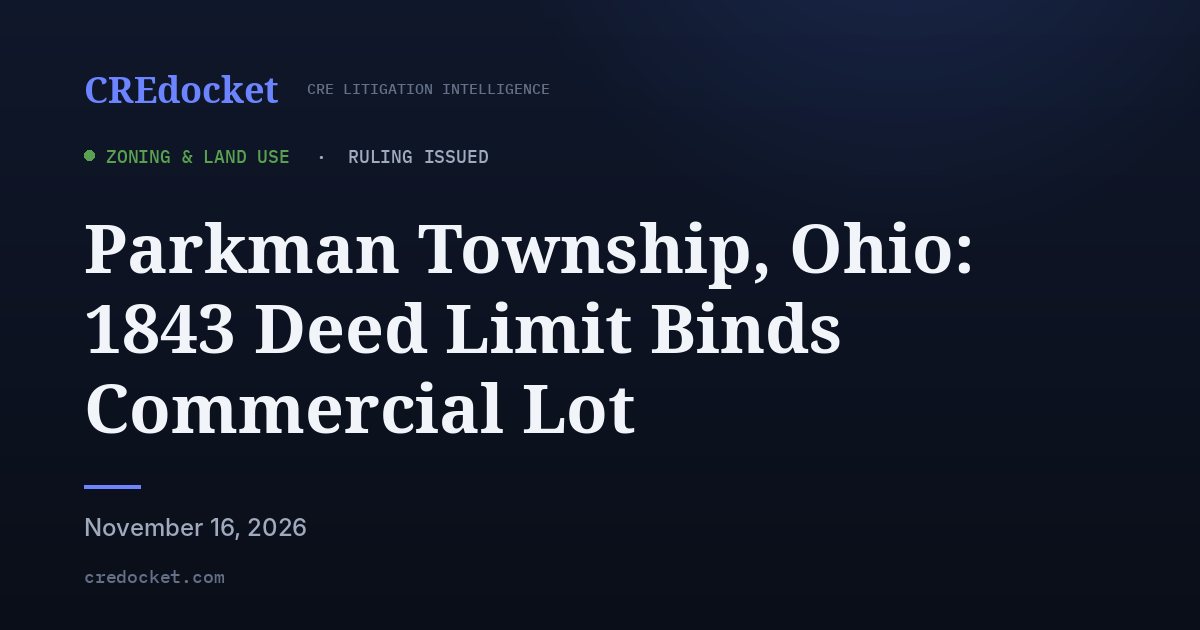 CREdocket CRE LITIGATION INTELLIGENCE
ZONING & LAND USE · RULING ISSUED
Parkman Township, Ohio:
1843 Deed Limit Binds
Commercial Lot
November 16, 2026
credocket.com